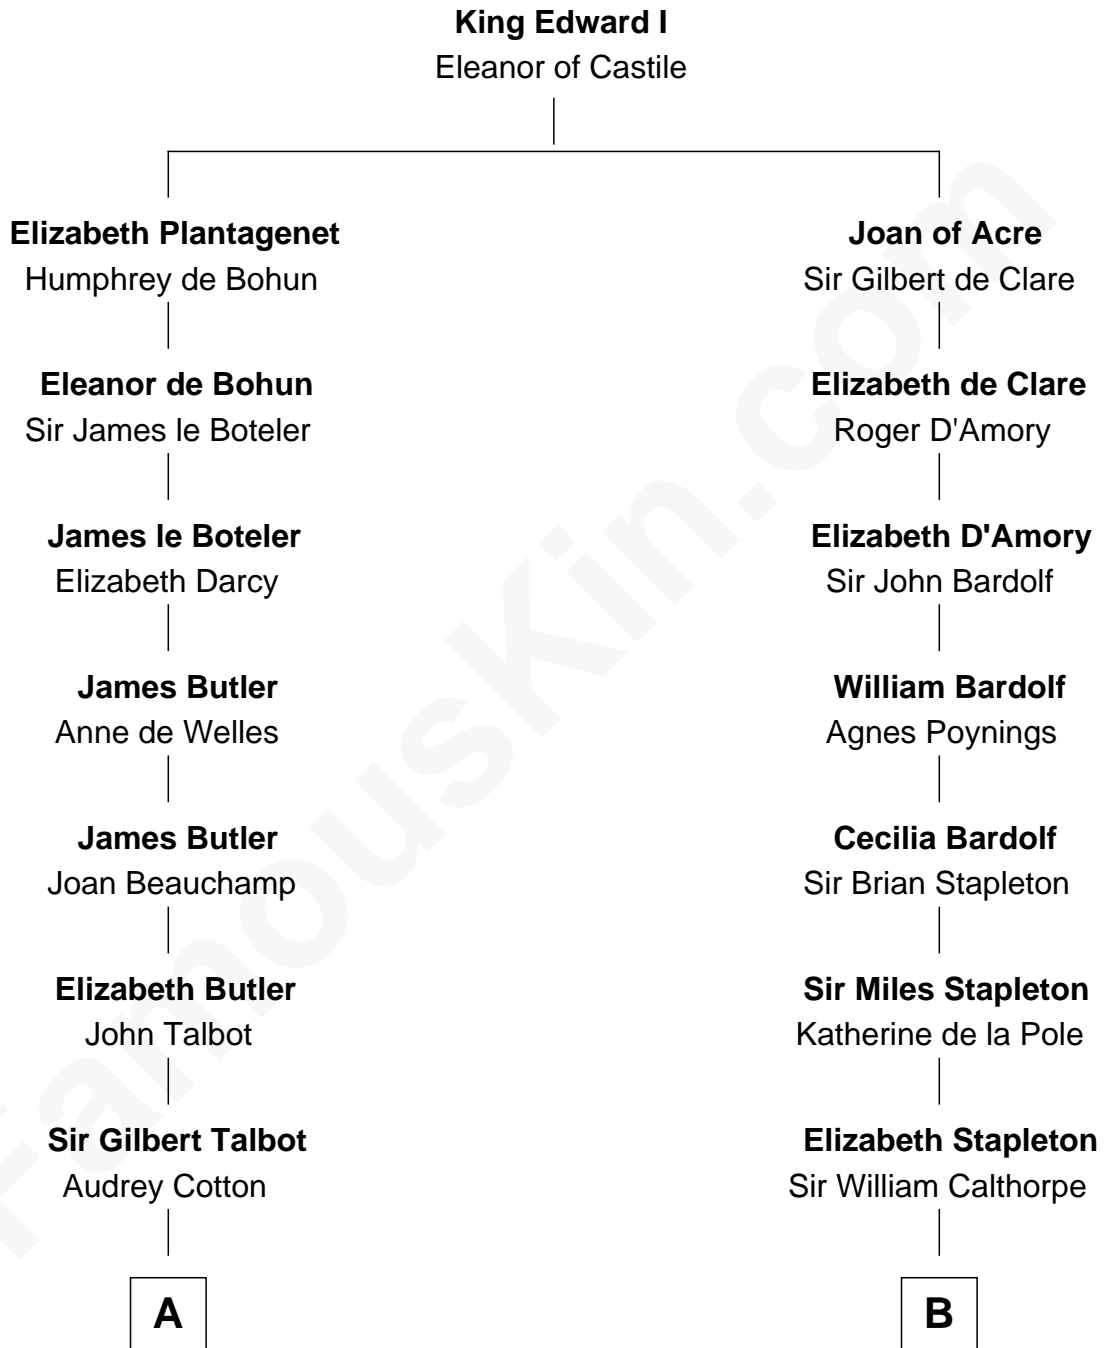 King Edward I
Eleanor of Castile
Elizabeth Plantagenet
Humphrey de Bohun
Eleanor de Bohun
Sir James le Boteler
James le Boteler
Elizabeth Darcy
James Butler
Anne de Welles
James Butler
Joan Beauchamp
Elizabeth Butler
John Talbot
Sir Gilbert Talbot
Audrey Cotton
A
Joan of Acre
Sir Gilbert de Clare
Elizabeth de Clare
Roger D'Amory
Elizabeth D'Amory
Sir John Bardolf
William Bardolf
Agnes Poynings
Cecilia Bardolf
Sir Brian Stapleton
Sir Miles Stapleton
Katherine de la Pole
Elizabeth Stapleton
Sir William Calthorpe
B
FamousKin.com